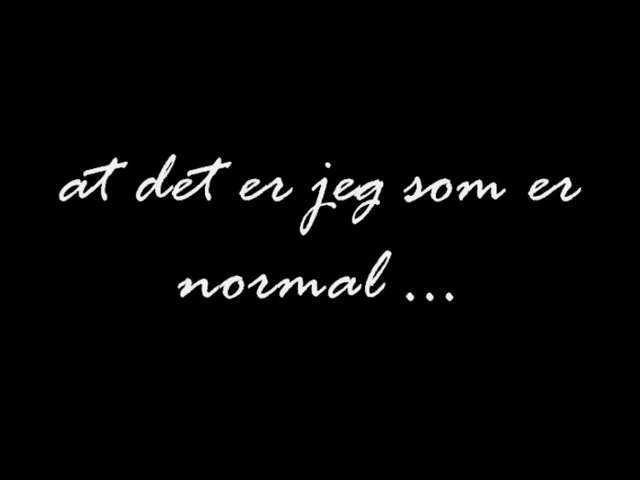 at det er jeg som er
normal ...